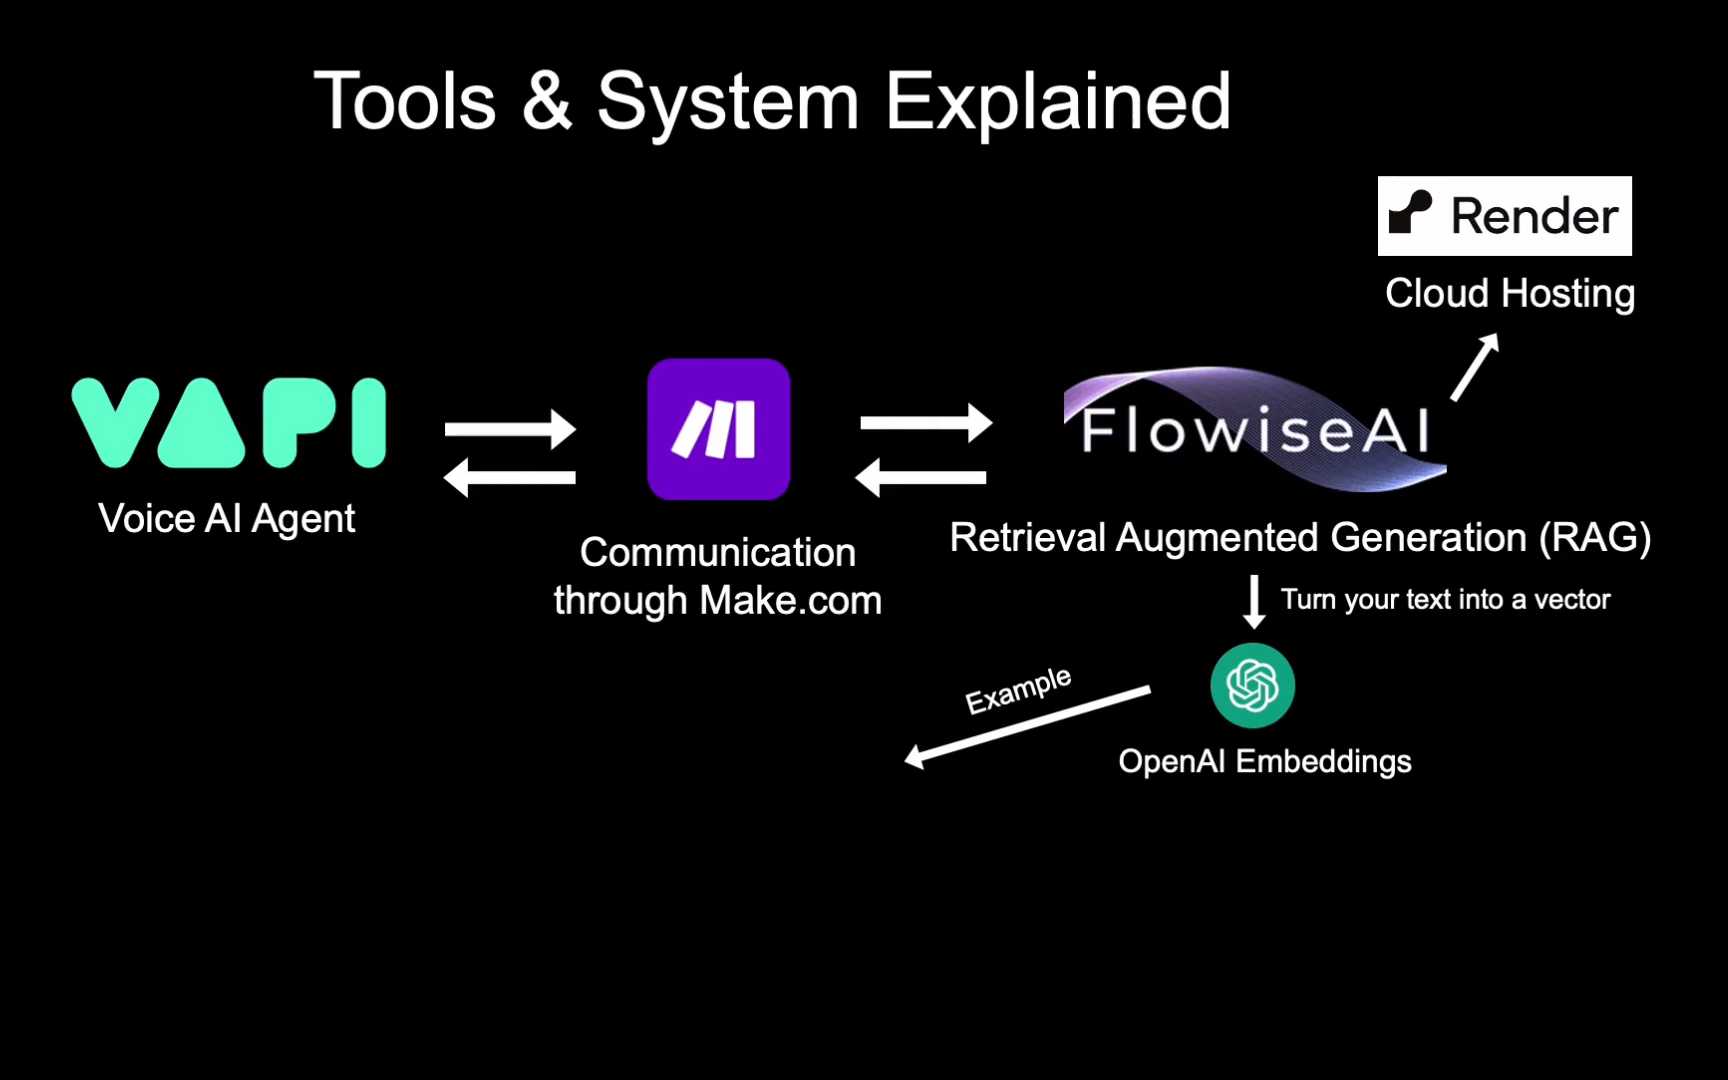 Tools & System Explained
Render
Cloud Hosting
VAPI
Voice AI Agent
Communication
through Make.com
FlowiseAI
Retrieval Augmented Generation (RAG)
Turn your text into a vector
Example
OpenAI Embeddings